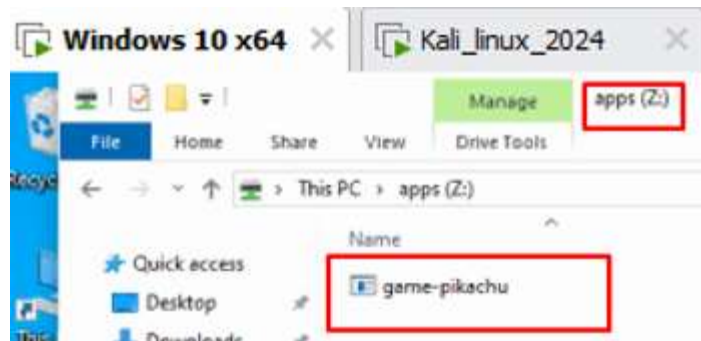 Windows 10 x64 Kali_linux_2024
Manage apps (Z:)
File Home Share View Drive Tools
This PC › apps (Z:)
Name
Quick access
game-pikachu
Desktop
Downloads